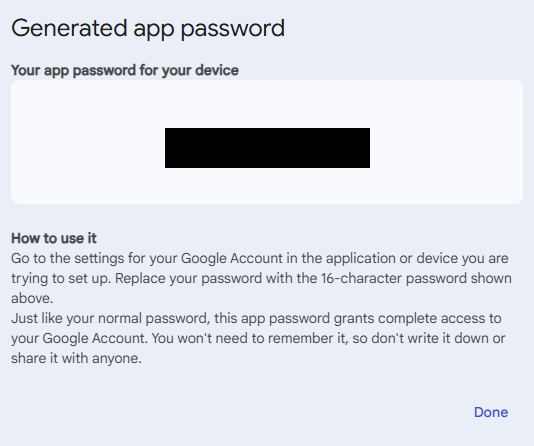 Generated app password
Your app password for your device
How to use it
Go to the settings for your Google Account in the application or device you are
trying to set up. Replace your password with the 16-character password shown
above.
Just like your normal password, this app password grants complete access to
your Google Account. You won't need to remember it, so don't write it down or
share it with anyone.
Done